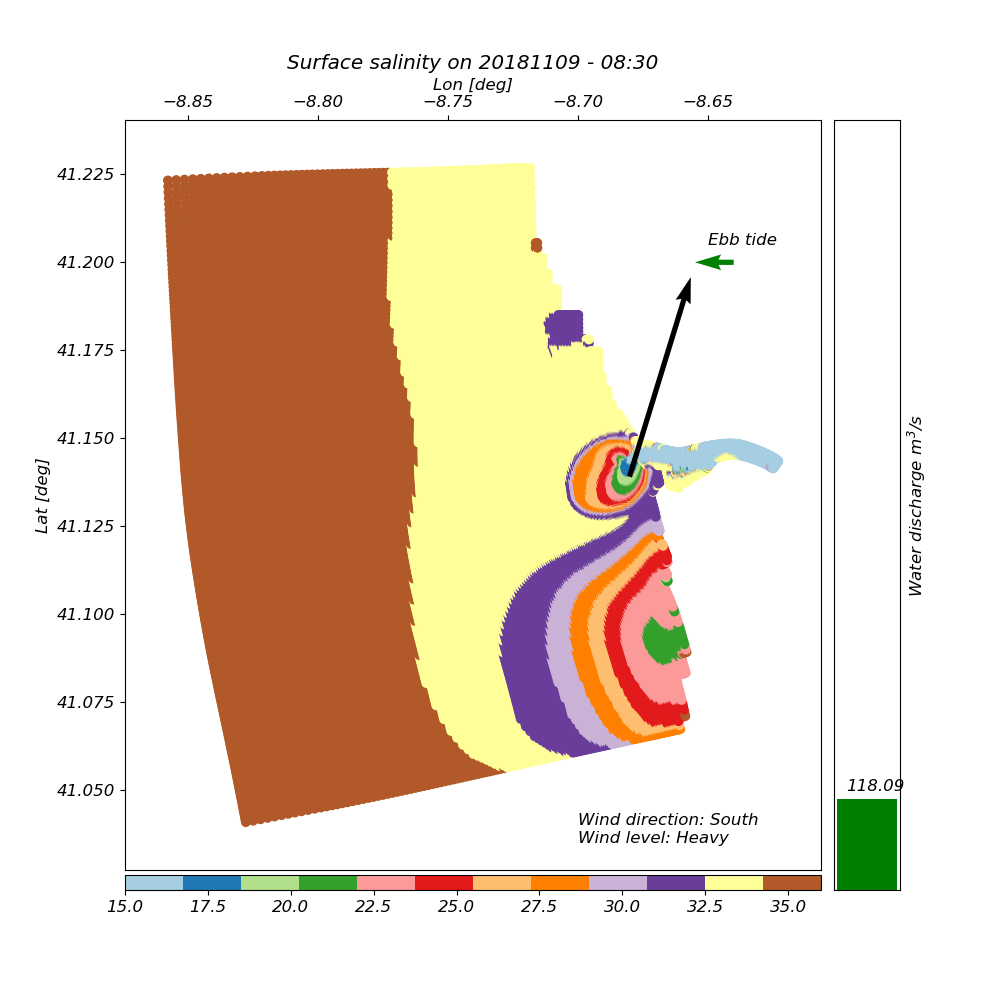 Surface salinity on 20181109 - 08:30
Lon [deg]
−8.85 −8.80 −8.75 −8.70 −8.65
41.225
41.200
41.175
41.150
41.125
41.100
41.075
41.050
Lat [deg]
Ebb tide
Water discharge m³/s
118.09
Wind direction: South
Wind level: Heavy
15.0 17.5 20.0 22.5 25.0 27.5 30.0 32.5 35.0